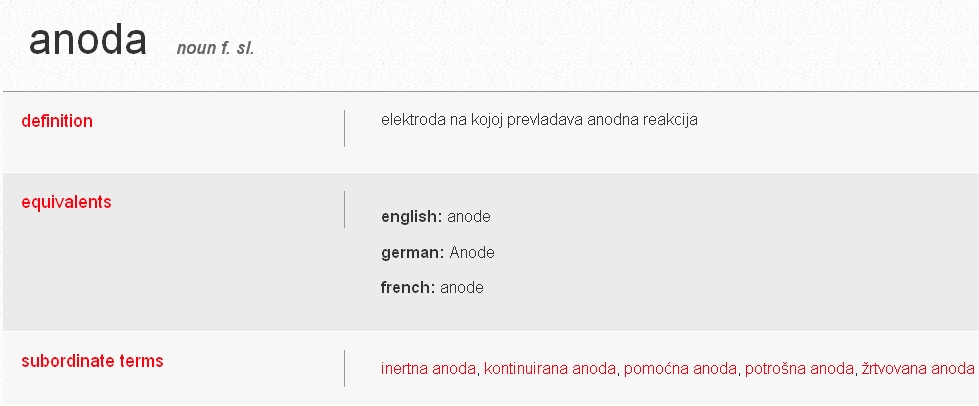 anoda noun f. sl.
definition elektroda na kojoj prevladava anodna reakcija
equivalents
english: anode
german: Anode
french: anode
subordinate terms inertna anoda, kontinuirana anoda, pomoćna anoda, potrošna anoda, žrtvovana anoda